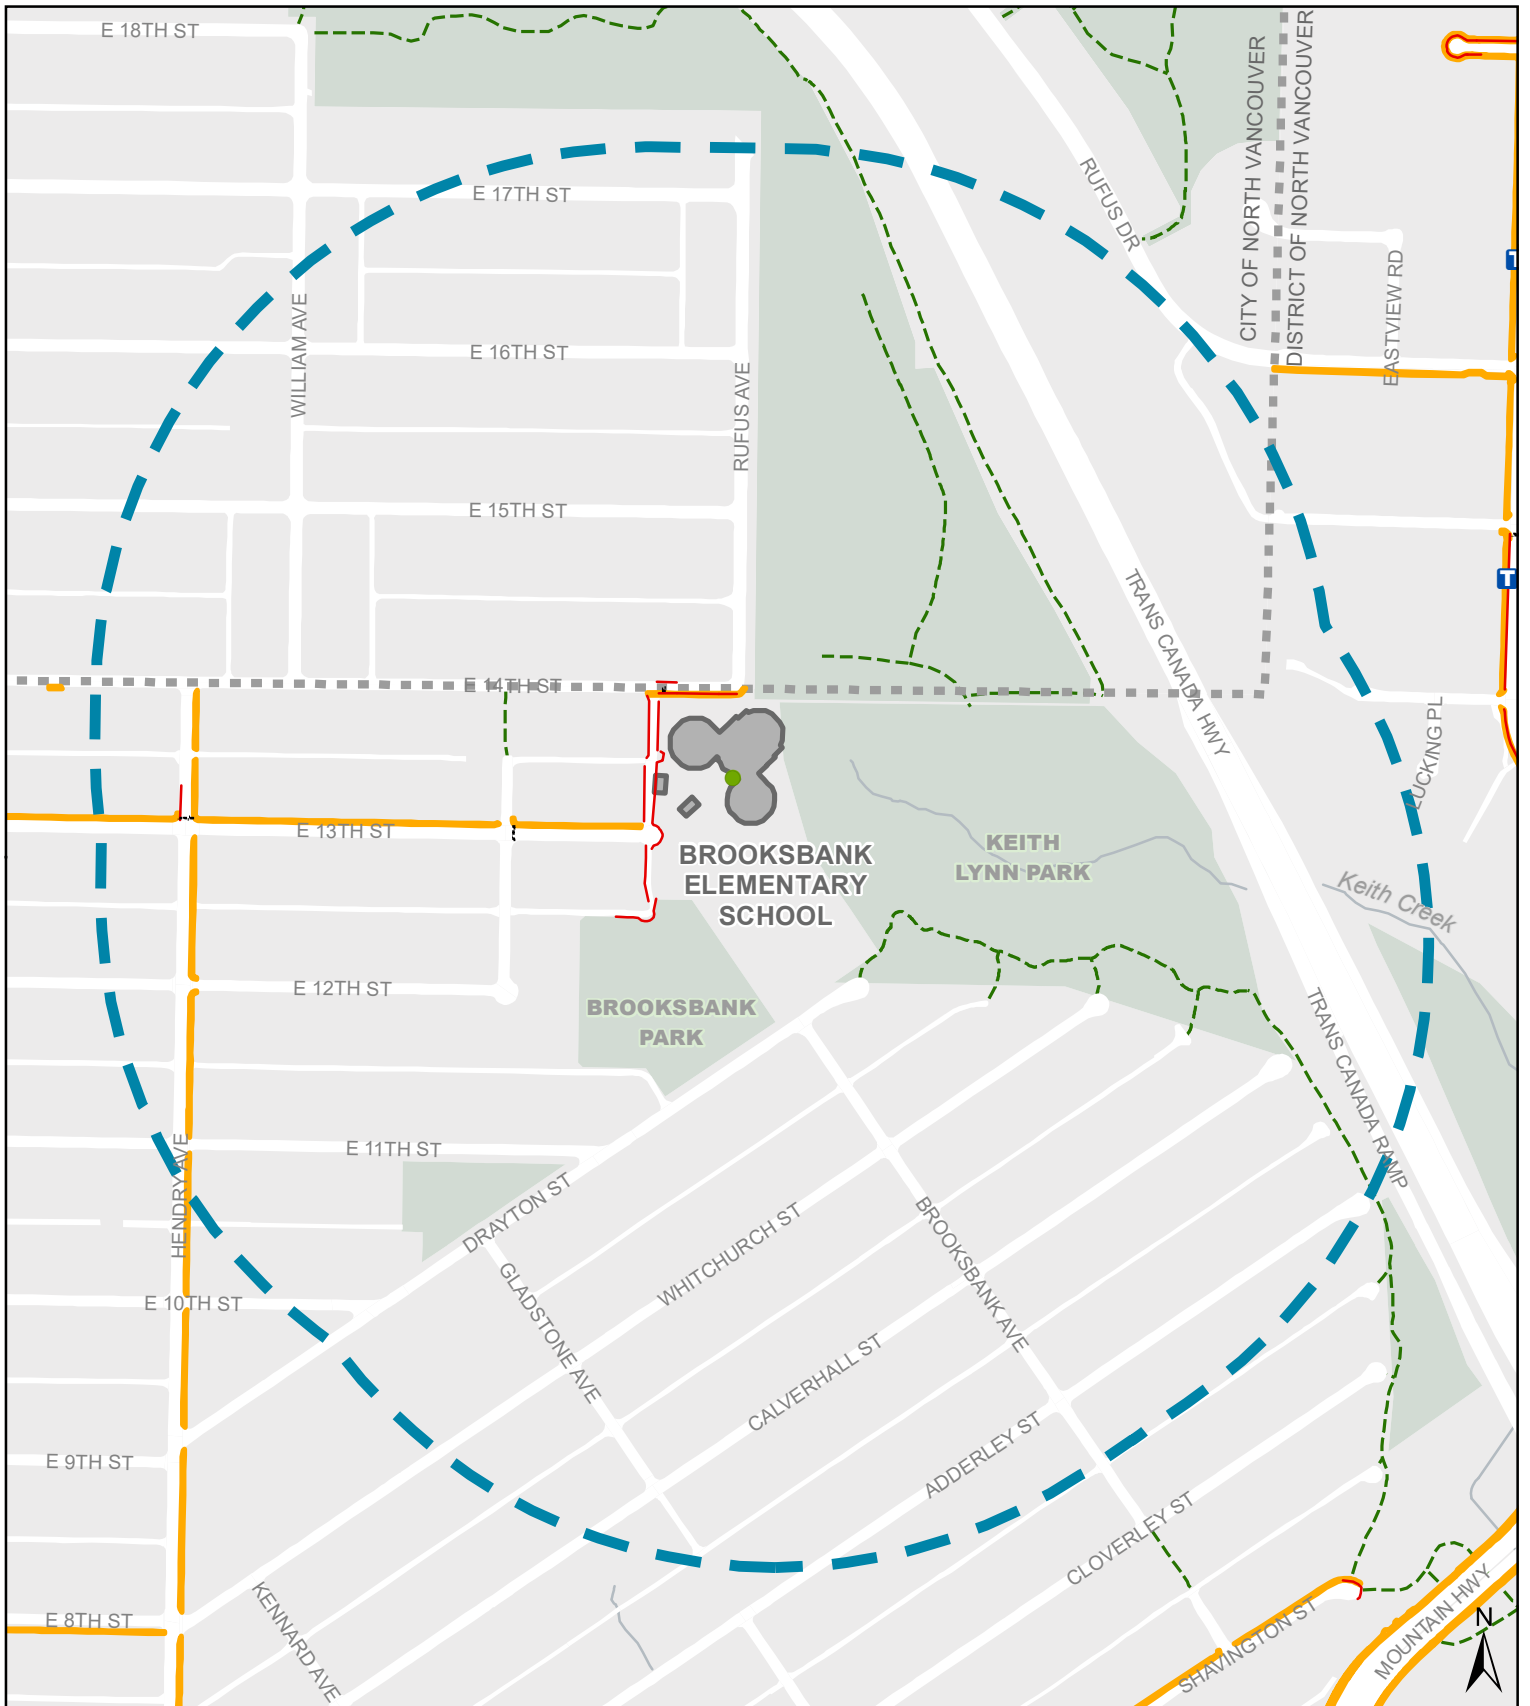 E 18TH ST
CITY OF NORTH VANCOUVER
DISTRICT OF NORTH VANCOUVER
RUFUS DR
E 17TH ST
T
EASTVIEW RD
WILLIAM AVE
E 16TH ST
RUFUS AVE
E 15TH ST
T
TRANS CANADA HWY
E 14TH ST
LUCKING PL
E 13TH ST
BROOKSBANK
ELEMENTARY
SCHOOL
KEITH
LYNN PARK
Keith Creek
E 12TH ST
BROOKSBANK
PARK
TRANS CANADA RAMP
HENDRY AVE
E 11TH ST
DRAYTON ST
WHITCHURCH ST
BROOKSBANK AVE
GLADSTONE AVE
E 10TH ST
CALVERHALL ST
ADDERLEY ST
E 9TH ST
CLOVERLEY ST
KENNARD AVE
E 8TH ST
SHAVINGTON ST
MOUNTAIN HWY
N